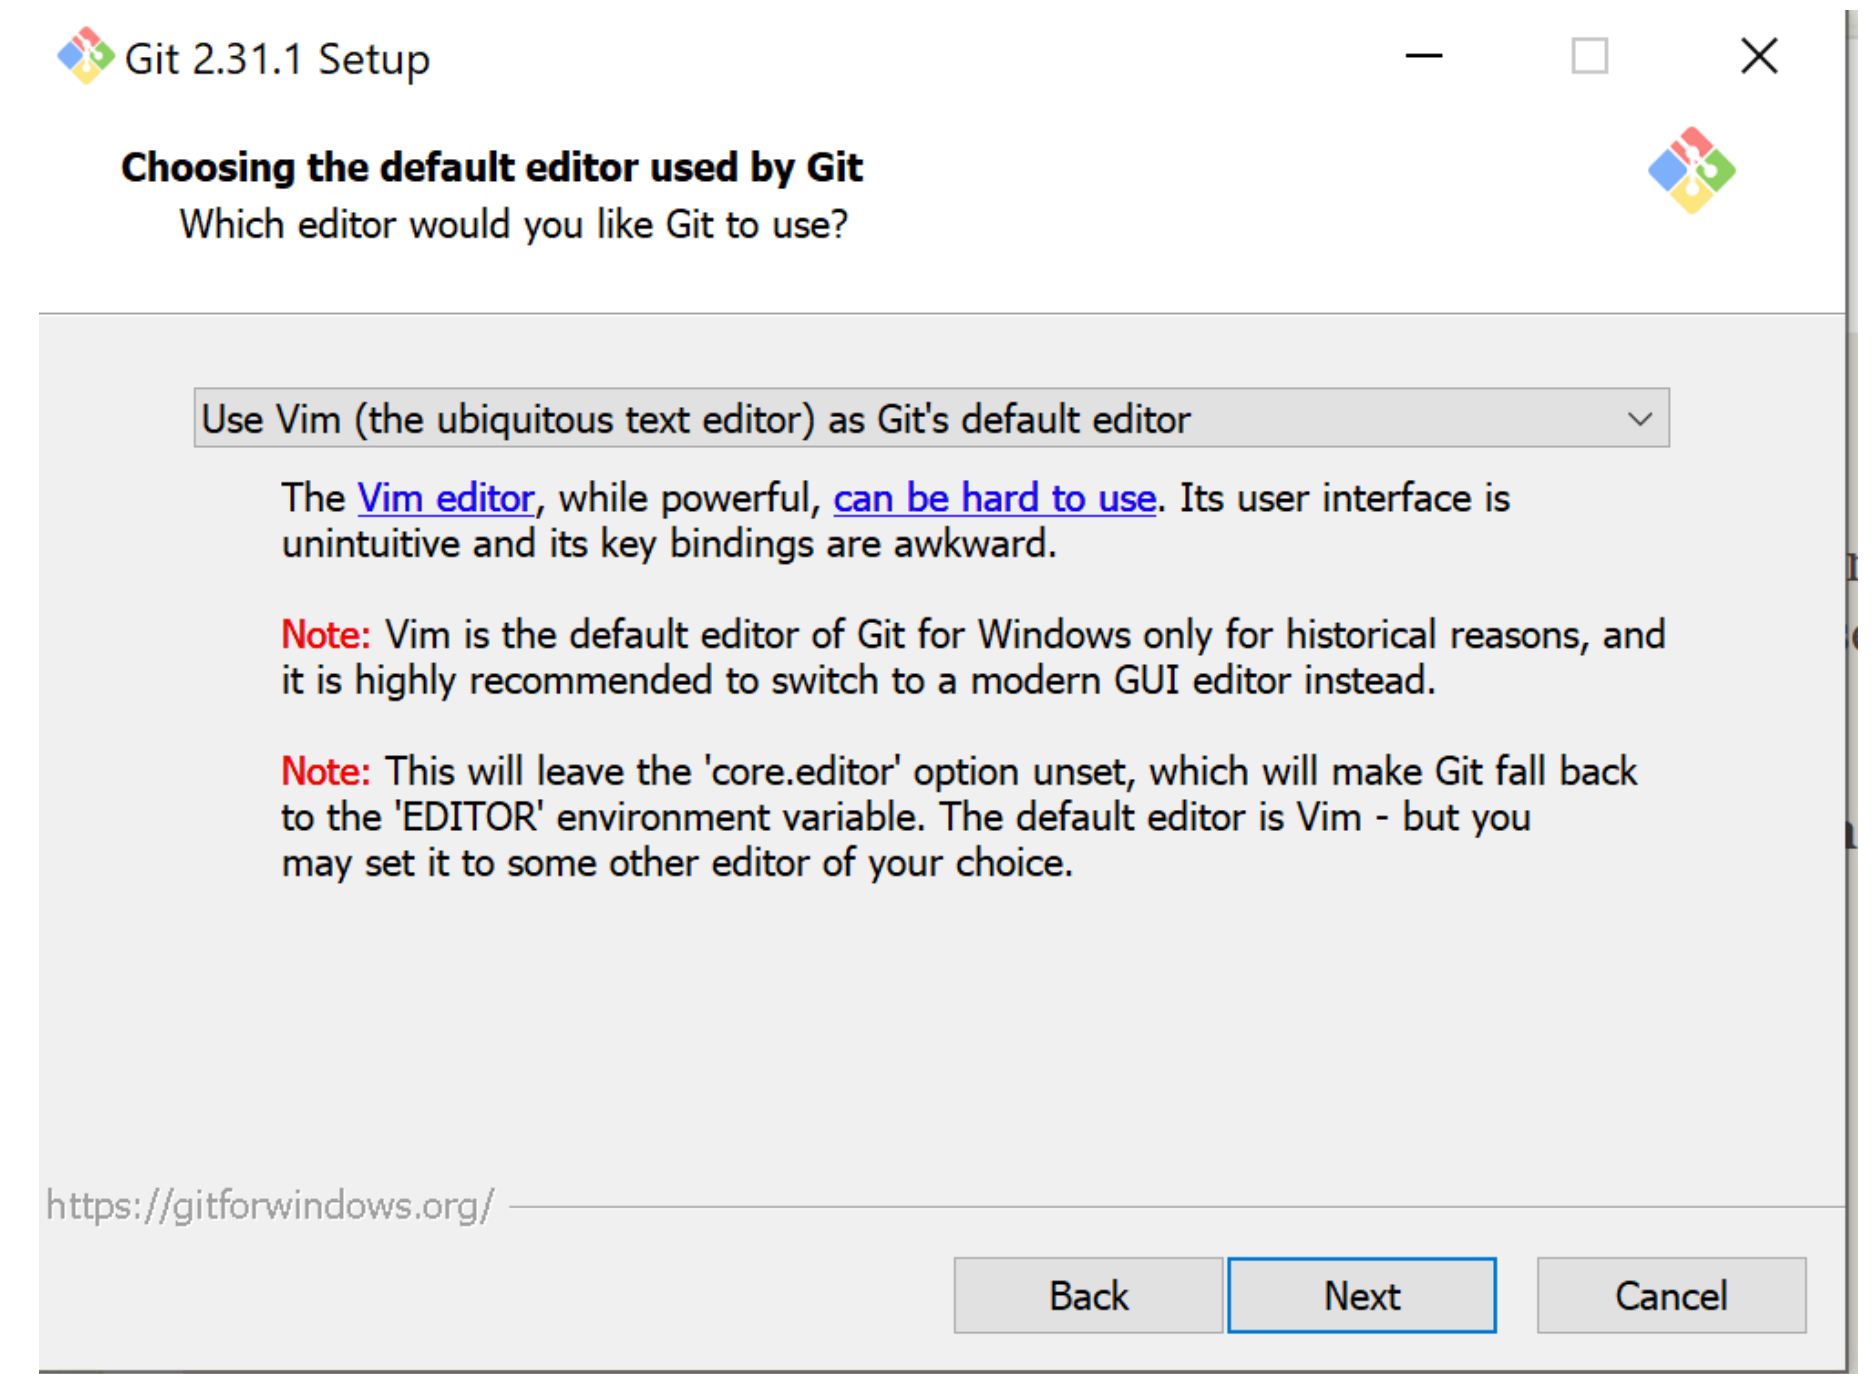 Git 2.31.1 Setup
Choosing the default editor used by Git
Which editor would you like Git to use?
Use Vim (the ubiquitous text editor) as Git's default editor
The Vim editor, while powerful, can be hard to use. Its user interface is
unintuitive and its key bindings are awkward.
Note: Vim is the default editor of Git for Windows only for historical reasons, and
it is highly recommended to switch to a modern GUI editor instead.
Note: This will leave the 'core.editor' option unset, which will make Git fall back
to the 'EDITOR' environment variable. The default editor is Vim - but you
may set it to some other editor of your choice.
https://gitforwindows.org/
Back Next Cancel